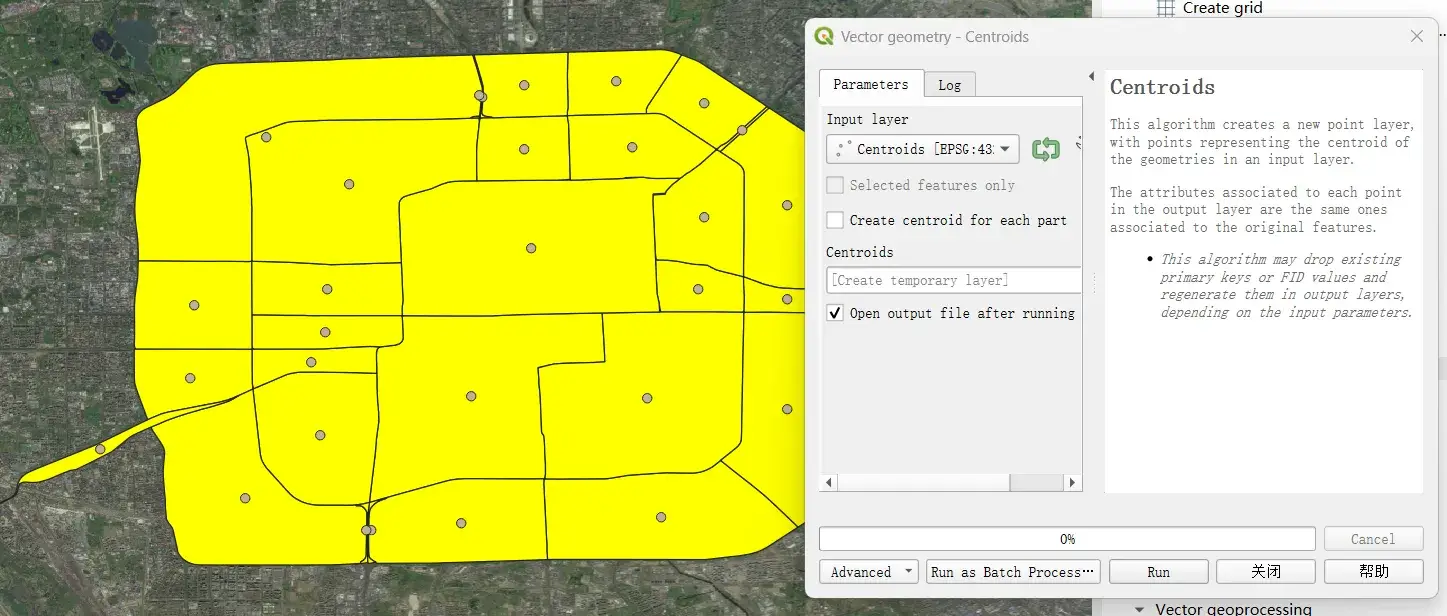 Create grid
Vector geometry - Centroids
Parameters
Log
Input layer
Centroids [EPSG:43
Selected features only
Create centroid for each part
Centroids
[Create temporary layer]
Open output file after running
Centroids
This algorithm creates a new point layer,
with points representing the centroid of
the geometries in an input layer.
The attributes associated to each point
in the output layer are the same ones
associated to the original features.
This algorithm may drop existing
primary keys or FID values and
regenerate them in output layers,
depending on the input parameters.
0%
Cancel
Advanced
Run as Batch Process…
Run
关闭
帮助
Vector geoprocessing